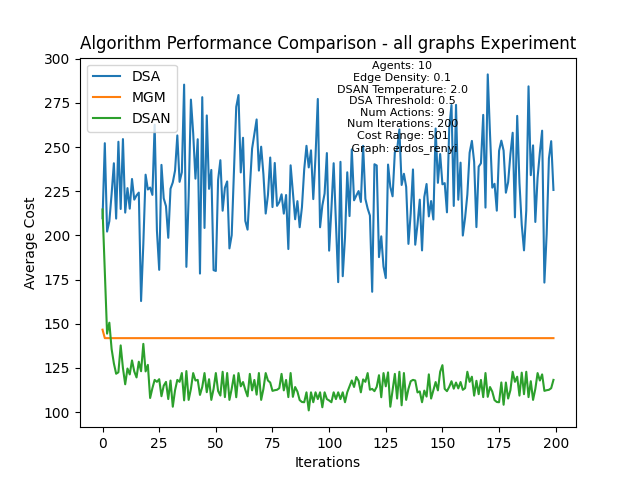 Algorithm Performance Comparison - all graphs Experiment
DSA
MGM
DSAN
Agents: 10
Edge Density: 0.1
DSAN Temperature: 2.0
DSA Threshold: 0.5
Num Actions: 9
Num Iterations: 200
Cost Range: 501
Graph: erdos_renyi
Average Cost
300
275
250
225
200
175
150
125
100
0
25
50
75
100
125
150
175
200
Iterations